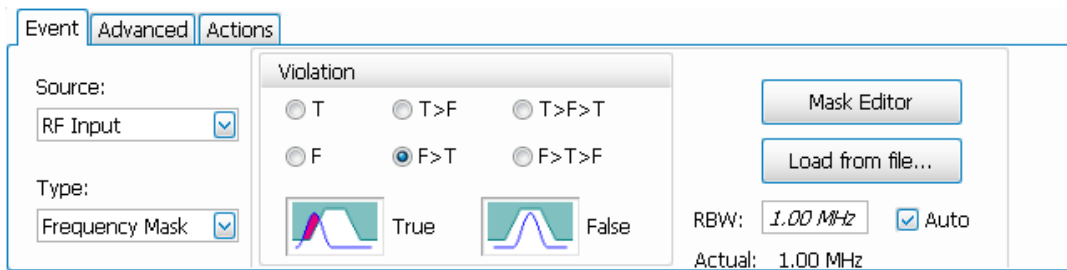 Event Advanced Actions
Source:
RF Input
Type:
Frequency Mask
Violation
T T>F T>F>T
F F>T F>T>F
True False
Mask Editor
Load from file...
RBW: 1.00 MHz Auto
Actual: 1.00 MHz